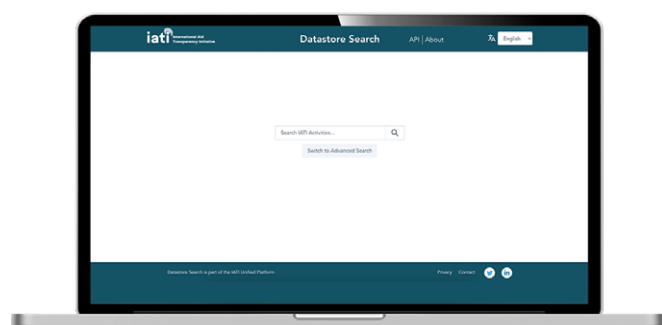 iati International Aid
Transparency Initiative
Datastore Search
API | About
English
Search IATI Activities...
Switch to Advanced Search
Datastore Search is part of the IATI Unified Platform
Privacy Contact
in